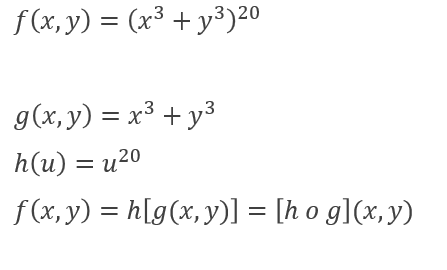 f(x, y) = (x³ + y³)²⁰
g(x, y) = x³ + y³
h(u) = u²⁰
f(x, y) = h[g(x, y)] = [h o g](x, y)